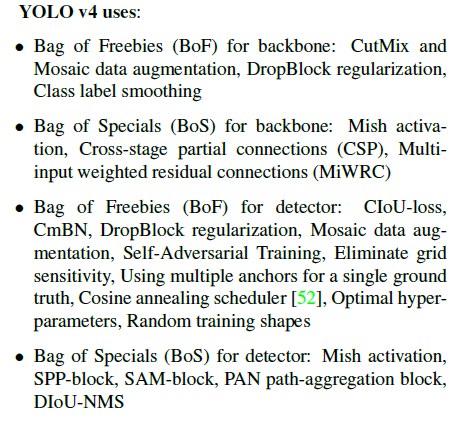 YOLO v4 uses:
• Bag of Freebies (BoF) for backbone: CutMix and
Mosaic data augmentation, DropBlock regularization,
Class label smoothing
• Bag of Specials (BoS) for backbone: Mish activa-
tion, Cross-stage partial connections (CSP), Multi-
input weighted residual connections (MiWRC)
• Bag of Freebies (BoF) for detector: CIoU-loss,
CmBN, DropBlock regularization, Mosaic data aug-
mentation, Self-Adversarial Training, Eliminate grid
sensitivity, Using multiple anchors for a single ground
truth, Cosine annealing scheduler [52], Optimal hyper-
parameters, Random training shapes
• Bag of Specials (BoS) for detector: Mish activation,
SPP-block, SAM-block, PAN path-aggregation block,
DIoU-NMS